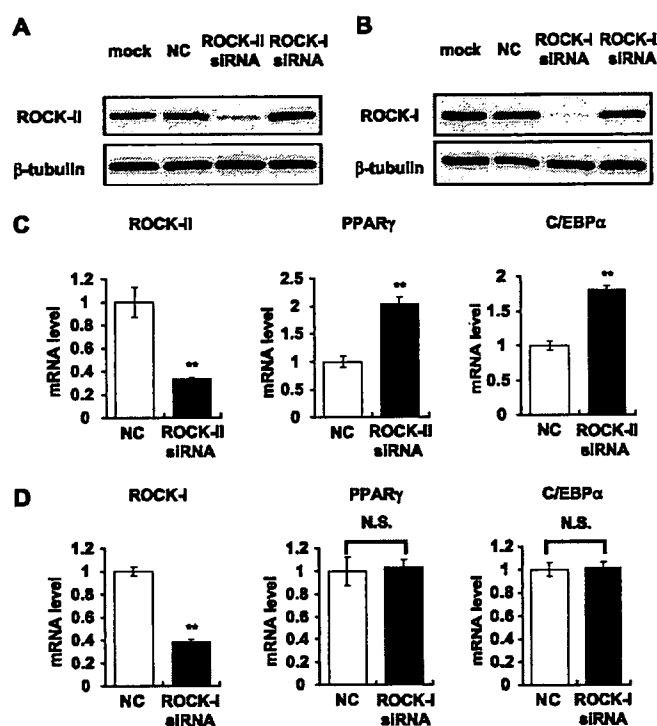 A
mock NC ROCK-II siRNA ROCK-I siRNA
ROCK-II
β-tubulin
B
mock NC ROCK-I siRNA ROCK-II siRNA
ROCK-I
β-tubulin
C
ROCK-II
mRNA level
1.2
1
0.8
0.6
0.4
0.2
0
**
NC ROCK-II
siRNA
PPARγ
mRNA level
2.5
2
1.5
1
0.5
0
**
NC ROCK-II
siRNA
C/EBPα
mRNA level
2
1.5
1
0.5
0
**
NC ROCK-II
siRNA
D
ROCK-I
mRNA level
1.2
1
0.8
0.6
0.4
0.2
0
**
NC ROCK-I
siRNA
PPARγ
N.S.
mRNA level
1.2
1
0.8
0.6
0.4
0.2
0
NC ROCK-I
siRNA
C/EBPα
N.S.
mRNA level
1.2
1
0.8
0.6
0.4
0.2
0
NC ROCK-I
siRNA